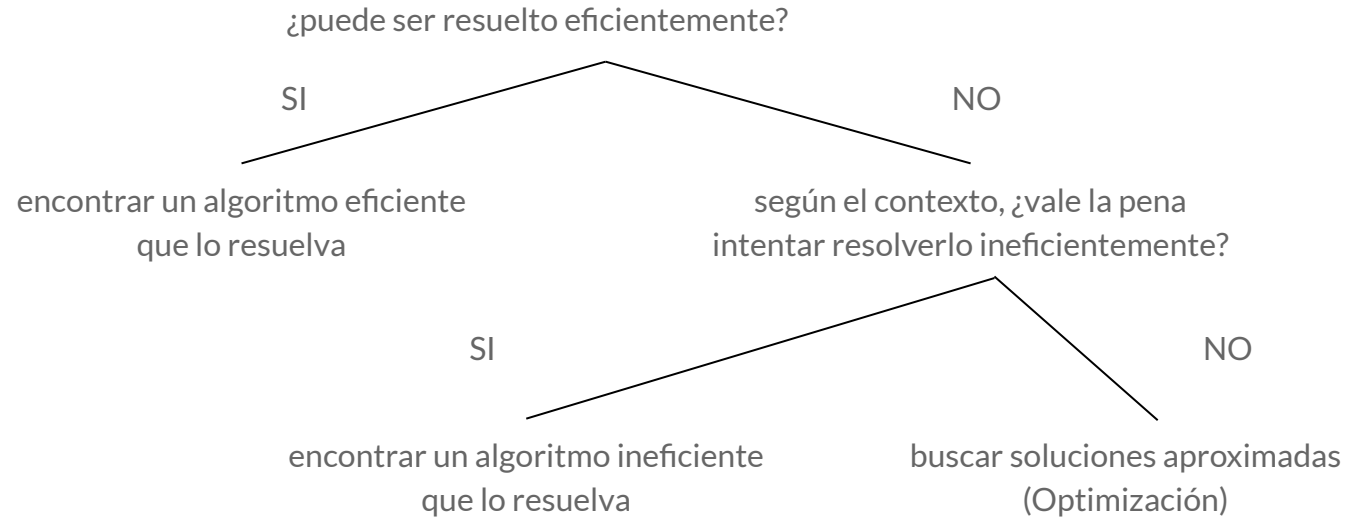 ¿puede ser resuelto eficientemente?
SI
NO
encontrar un algoritmo eficiente
que lo resuelva
según el contexto, ¿vale la pena
intentar resolverlo ineficientemente?
SI
NO
encontrar un algoritmo ineficiente
que lo resuelva
buscar soluciones aproximadas
(Optimización)